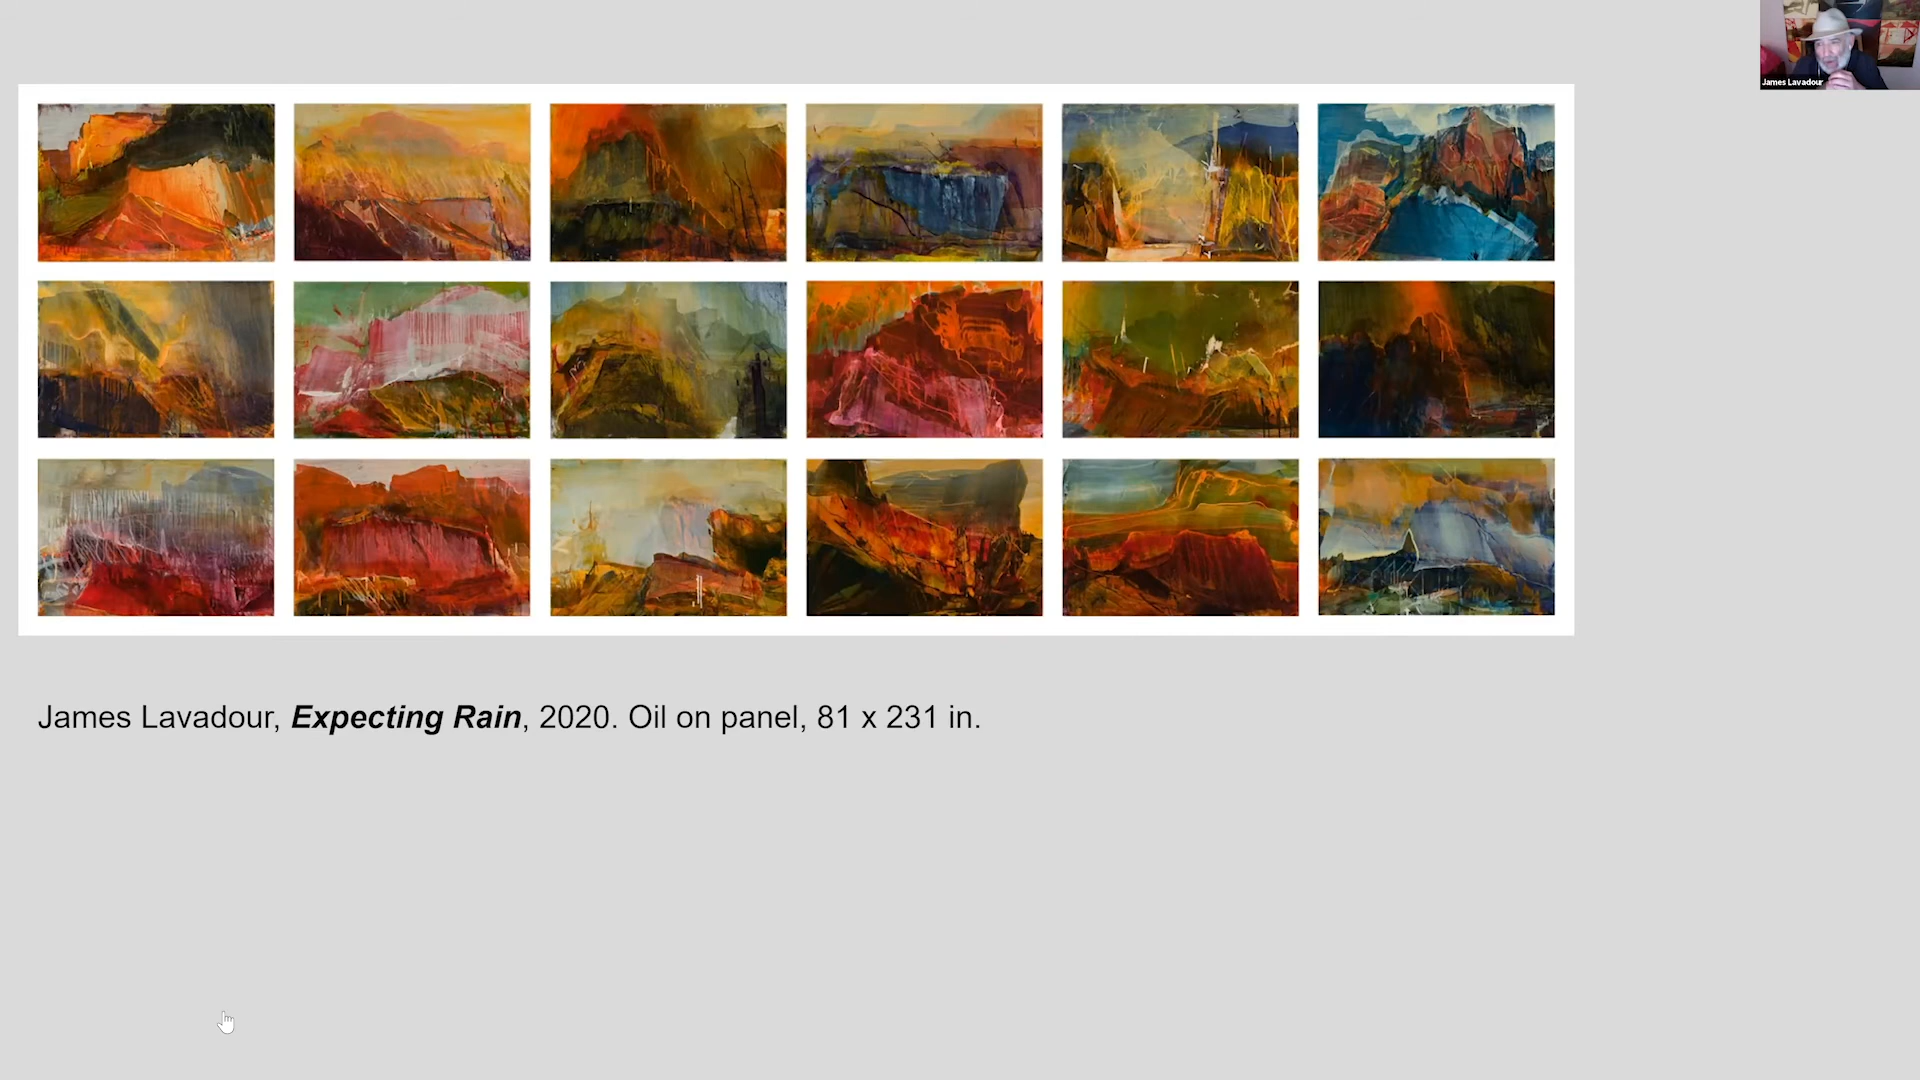 James Lavadour
James Lavadour, Expecting Rain, 2020. Oil on panel, 81 x 231 in.